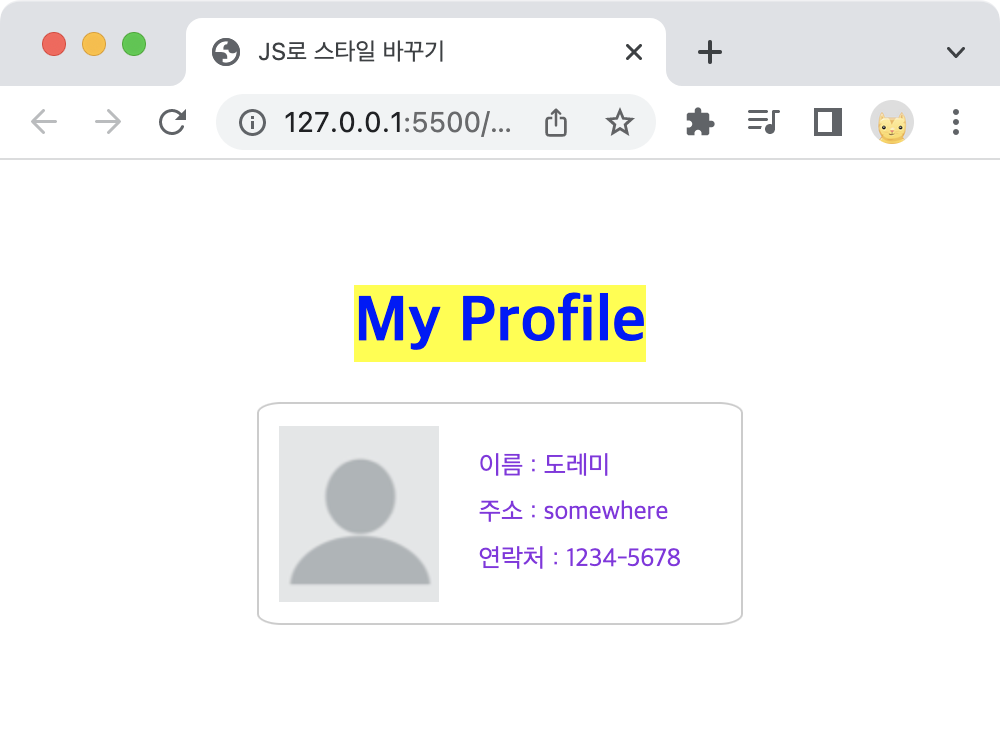 JS로 스타일 바꾸기
127.0.0.1:5500/...
My Profile
이름 : 도레미
주소 : somewhere
연락처 : 1234-5678